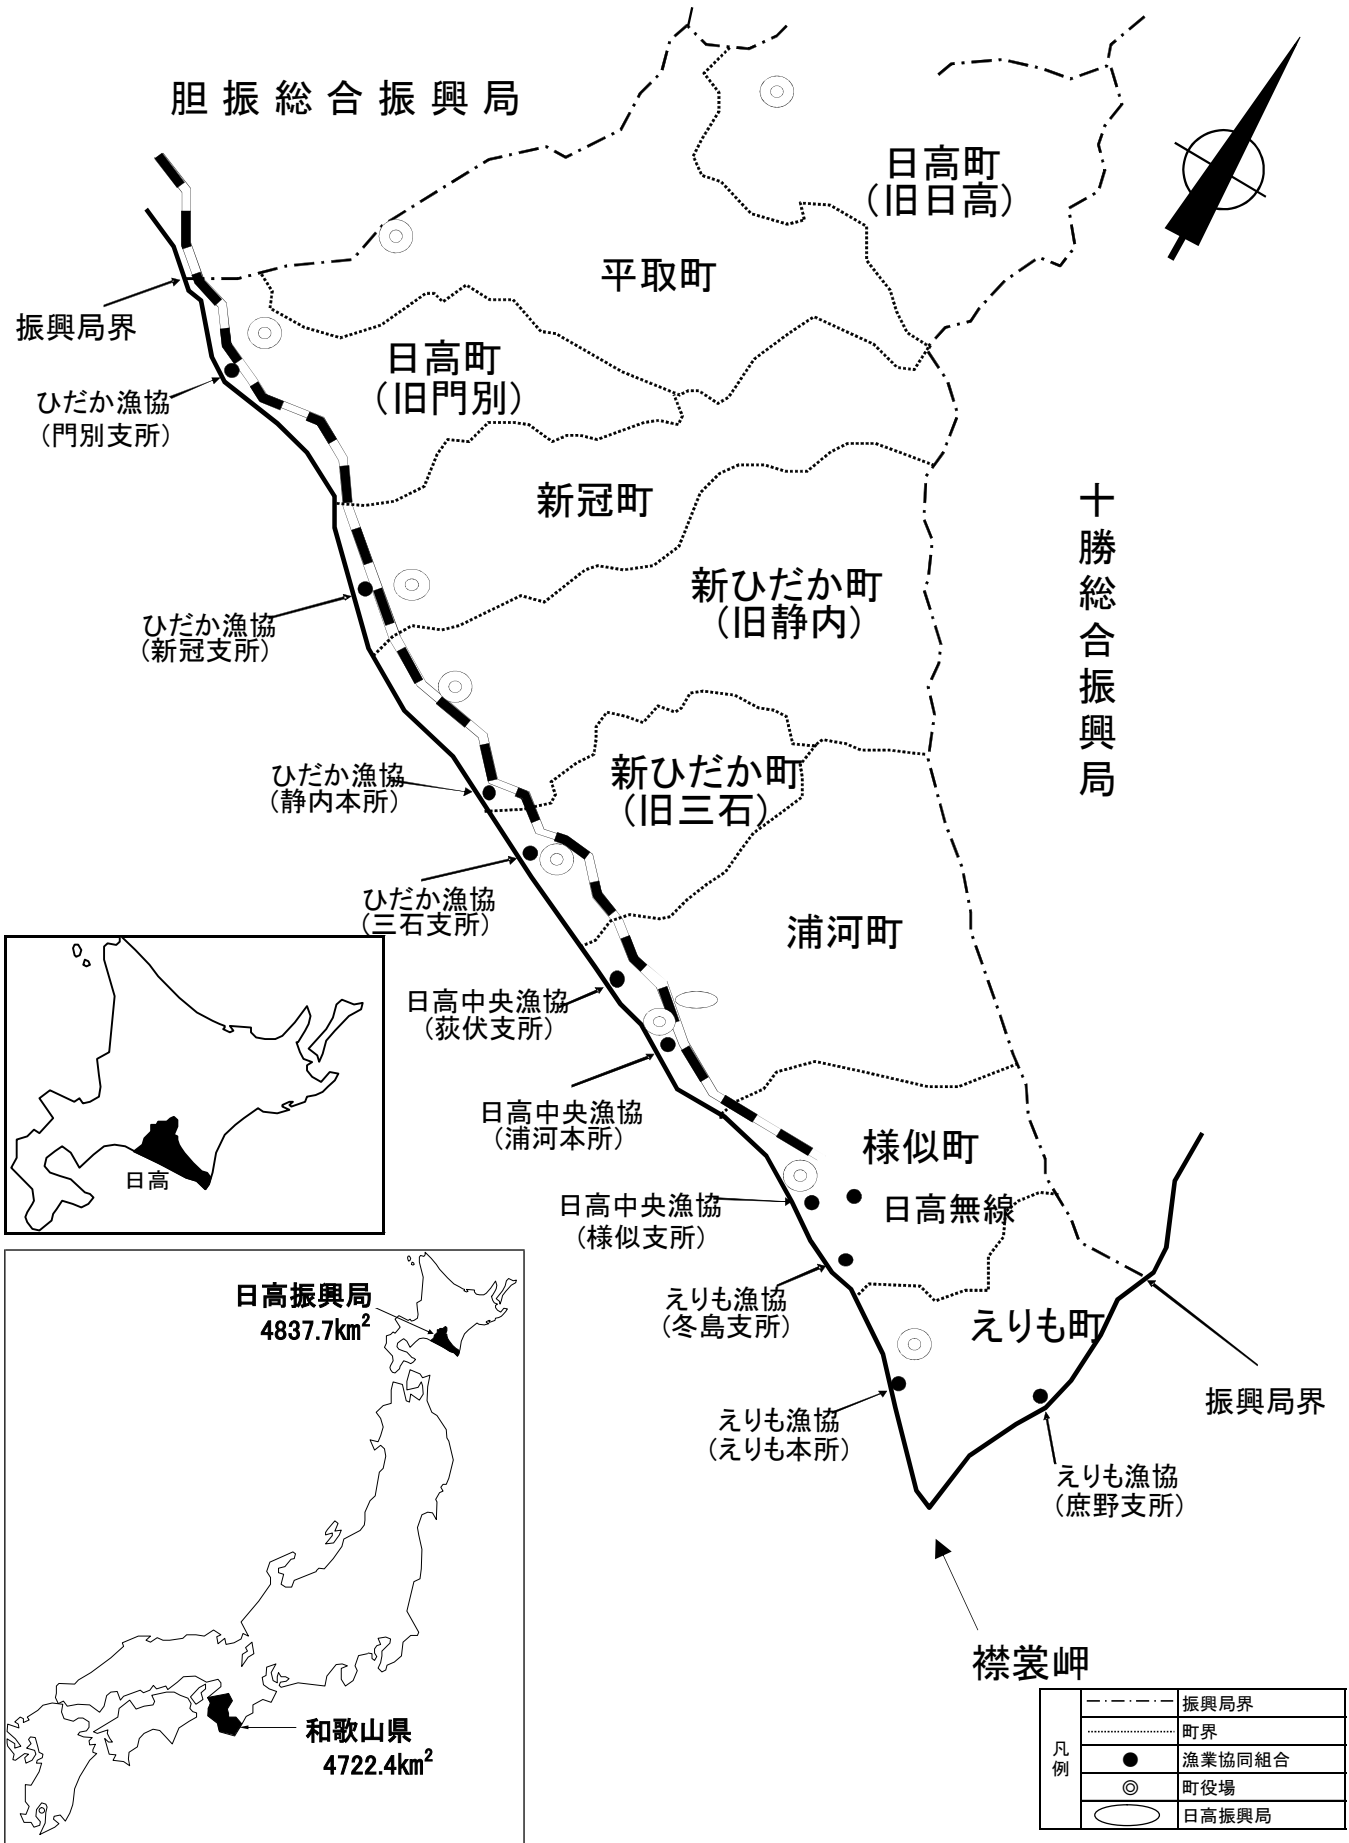 胆振総合振興局
日高町
(旧日高)
平取町
振興局界
日高町
(旧門別)
ひだか漁協
(門別支所)
新冠町
十勝総合振興局
新ひだか町
(旧静内)
ひだか漁協
(新冠支所)
新ひだか町
(旧三石)
ひだか漁協
(静内本所)
ひだか漁協
(三石支所)
浦河町
日高中央漁協
(荻伏支所)
日高中央漁協
(浦河本所)
様似町
日高無線
日高中央漁協
(様似支所)
えりも漁協
(冬島支所)
えりも町
振興局界
えりも漁協
(えりも本所)
えりも漁協
(庶野支所)
襟裳岬
日高
日高振興局
4837.7km²
和歌山県
4722.4km²
凡例
振興局界
町界
漁業協同組合
町役場
日高振興局